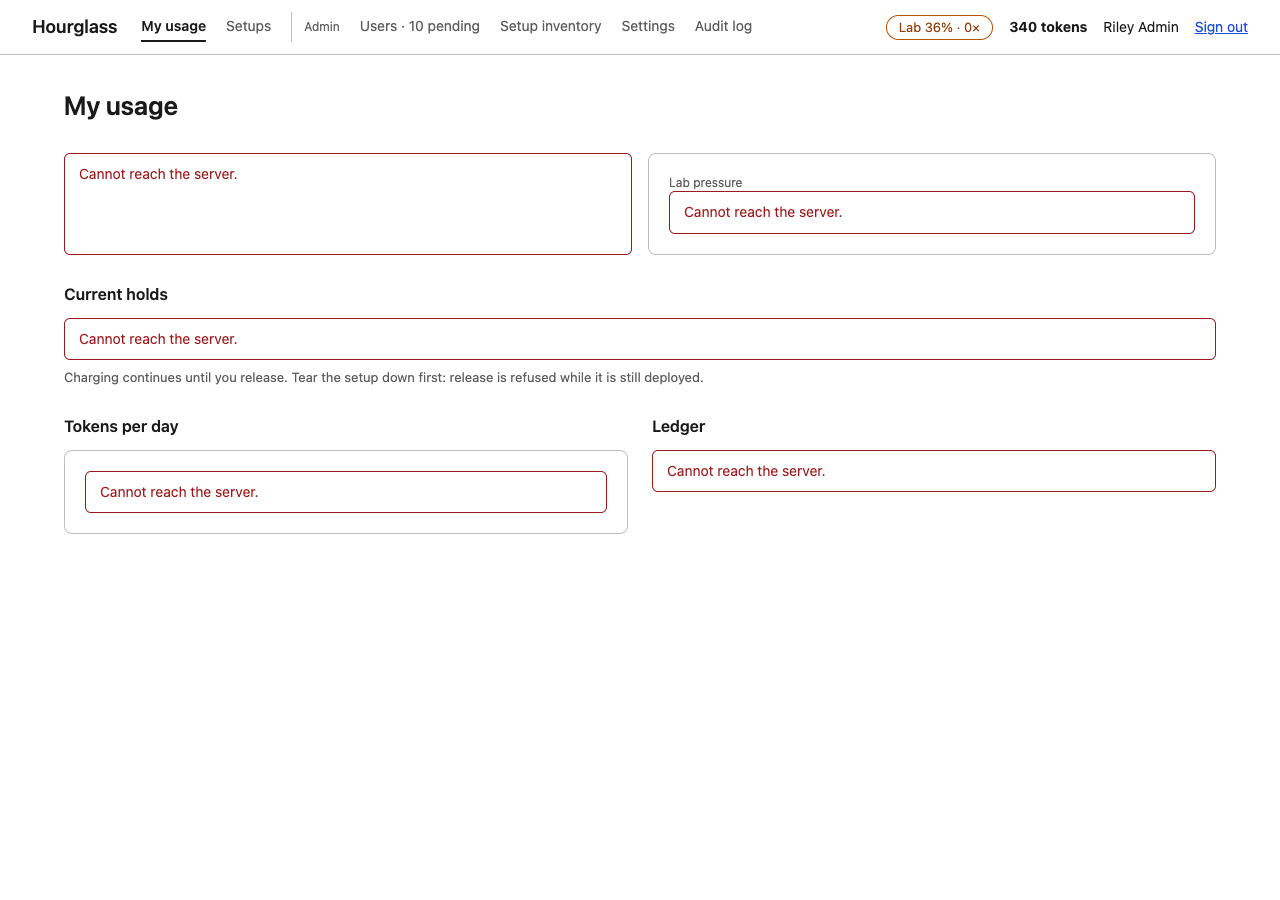 Hourglass My usage Setups Admin Users · 10 pending Setup inventory Settings Audit log Lab 36% · 0× 340 tokens Riley Admin Sign out
My usage
Cannot reach the server.
Lab pressure
Cannot reach the server.
Current holds
Cannot reach the server.
Charging continues until you release. Tear the setup down first: release is refused while it is still deployed.
Tokens per day
Cannot reach the server.
Ledger
Cannot reach the server.